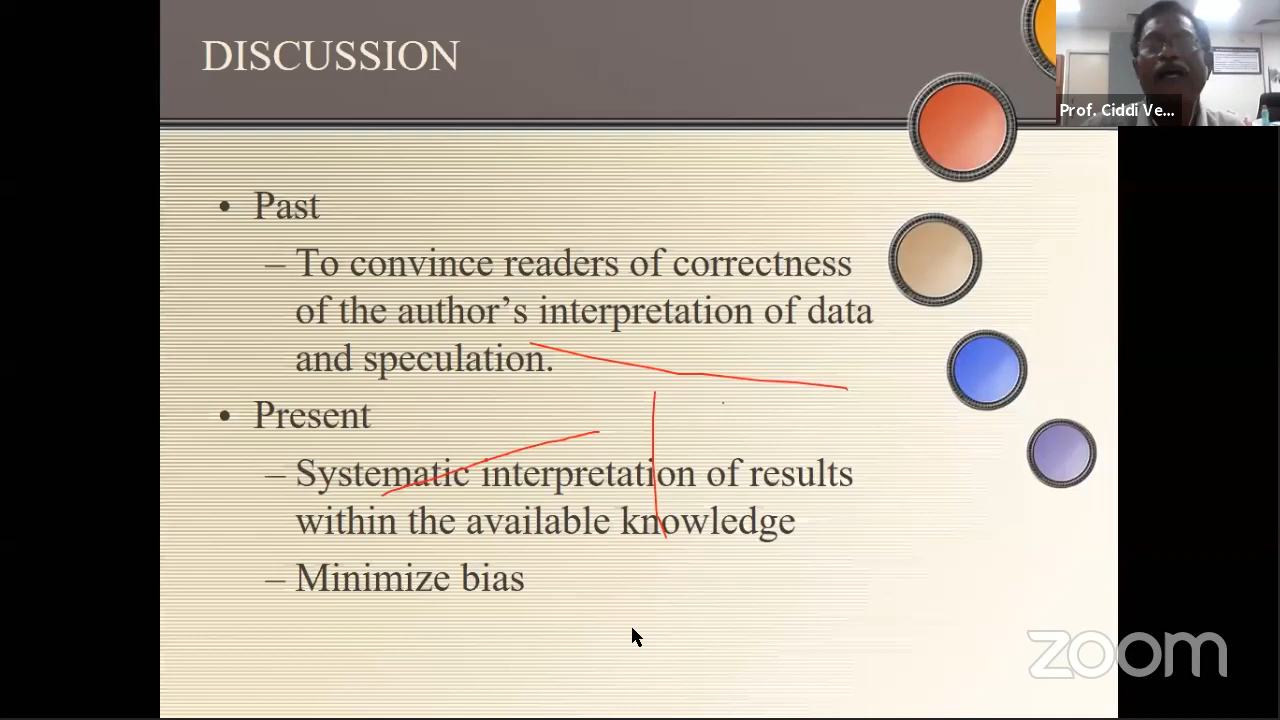 DISCUSSION
Prof. Ciddi Ve...
• Past
– To convince readers of correctness
of the author’s interpretation of data
and speculation.
• Present
– Systematic interpretation of results
within the available knowledge
– Minimize bias
zoom